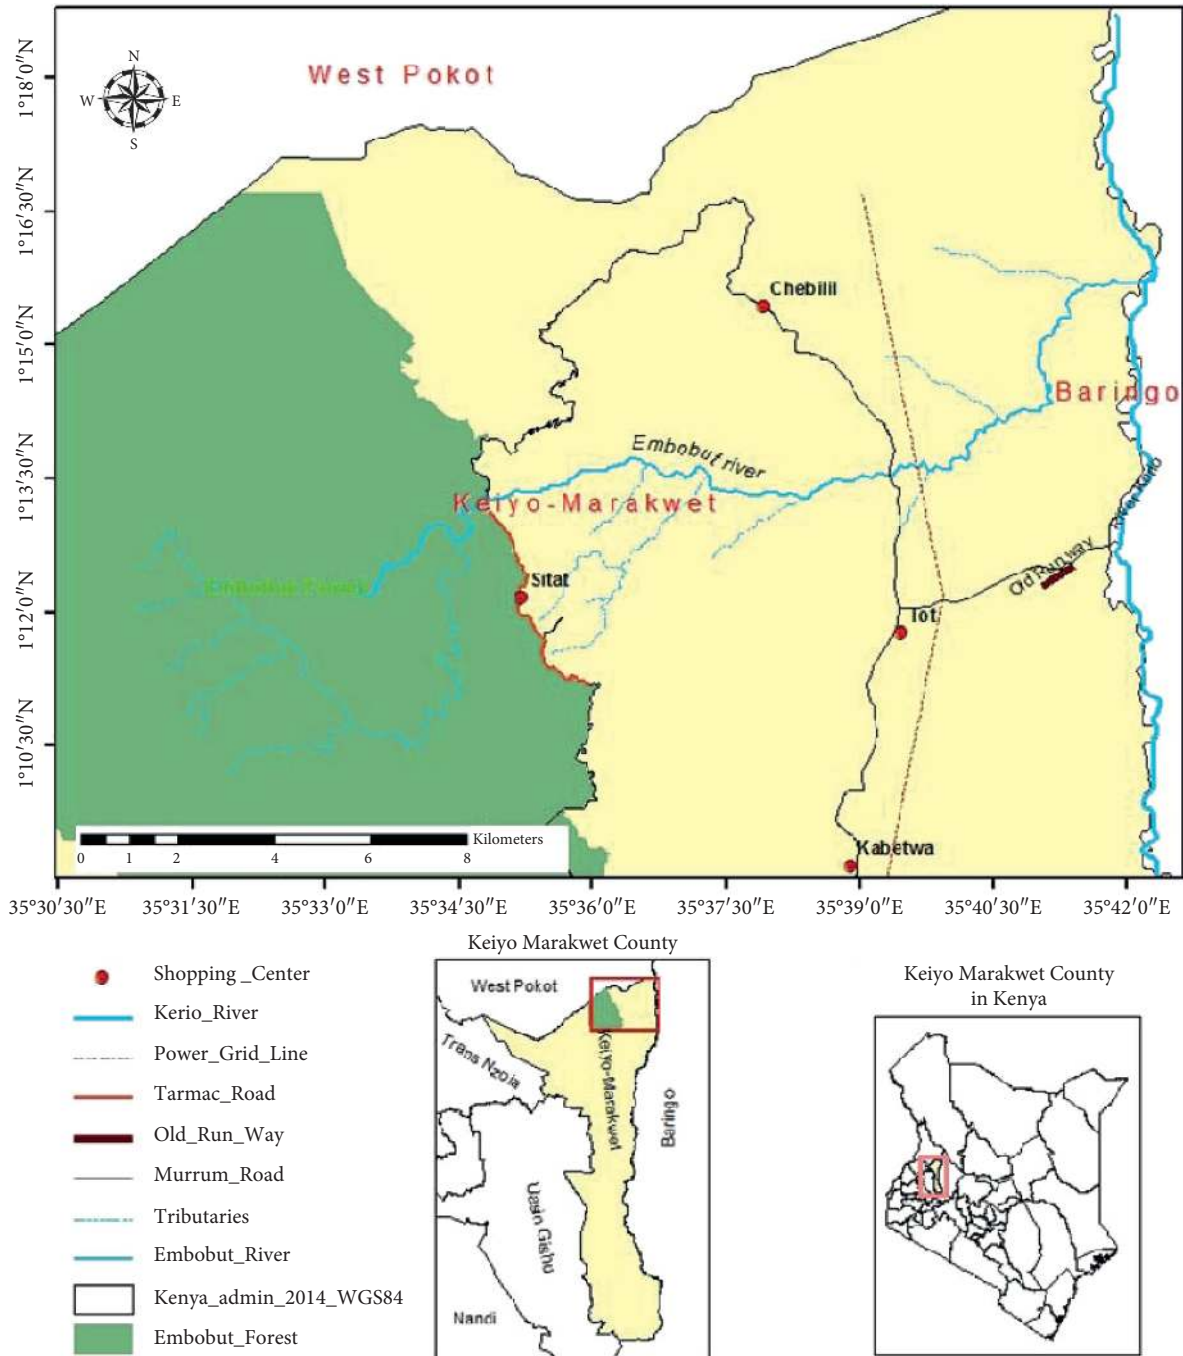 N
W E
S
West Pokot
1°18′0″N
1°16′30″N
1°15′0″N
1°13′30″N
1°12′0″N
1°10′30″N
Chebilil
Baringo
Embobut river
Keiyo-Marakwet
River Kerio
Old Run way
Sitat
Embobut Forest
Tot
Kabetwa
Kilometers
0 1 2 4 6 8
35°30′30″E 35°31′30″E 35°33′0″E 35°34′30″E 35°36′0″E 35°37′30″E 35°39′0″E 35°40′30″E 35°42′0″E
Shopping_Center
Kerio_River
Power_Grid_Line
Tarmac_Road
Old_Run_Way
Murrum_Road
Tributaries
Embobut_River
Kenya_admin_2014_WGS84
Embobut_Forest
Keiyo Marakwet County
West Pokot
Trans Nzoia
Keiyo-Marakwet
Baringo
Uasin Gishu
Nandi
Keiyo Marakwet County
in Kenya